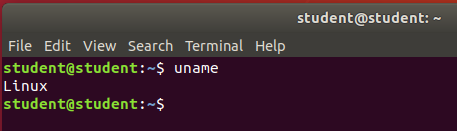 student@student: ~
File Edit View Search Terminal Help
student@student:~$ uname
Linux
student@student:~$